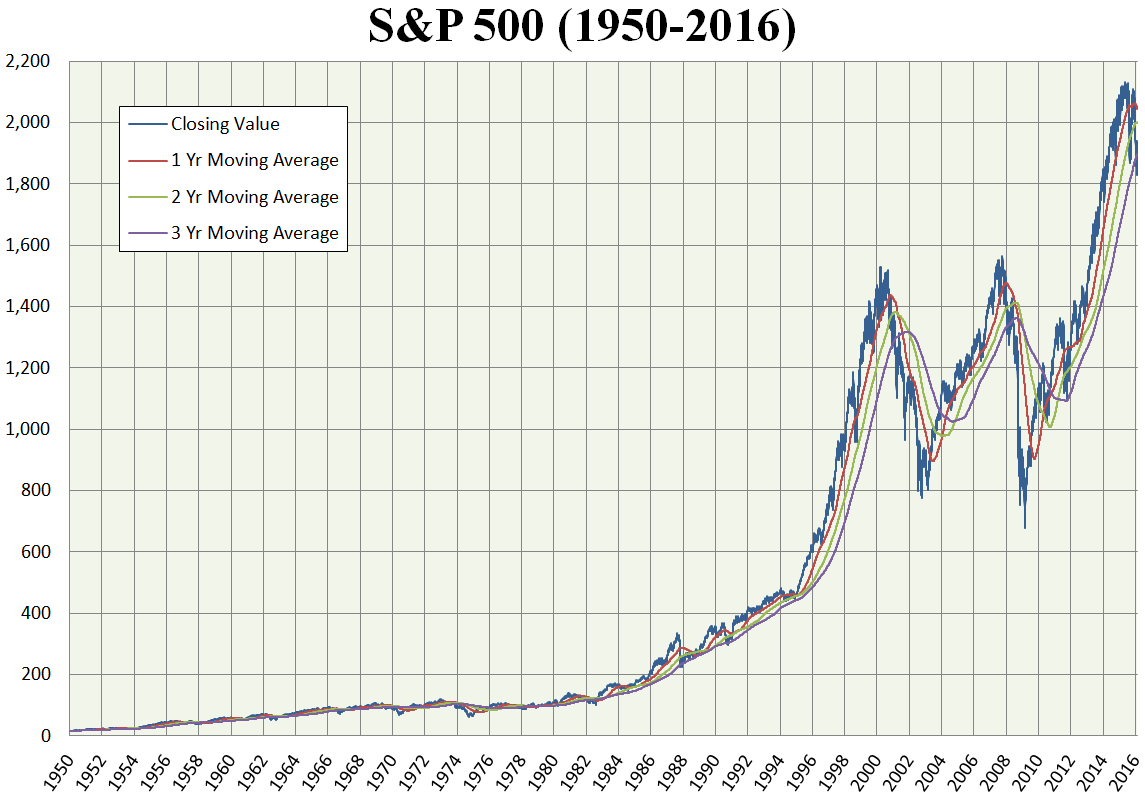 S&P 500 (1950-2016)
2,200
2,000
1,800
1,600
1,400
1,200
1,000
800
600
400
200
0
Closing Value
1 Yr Moving Average
2 Yr Moving Average
3 Yr Moving Average
1950 1952 1954 1956 1958 1960 1962 1964 1966 1968 1970 1972 1974 1976 1978 1980 1982 1984 1986 1988 1990 1992 1994 1996 1998 2000 2002 2004 2006 2008 2010 2012 2014 2016